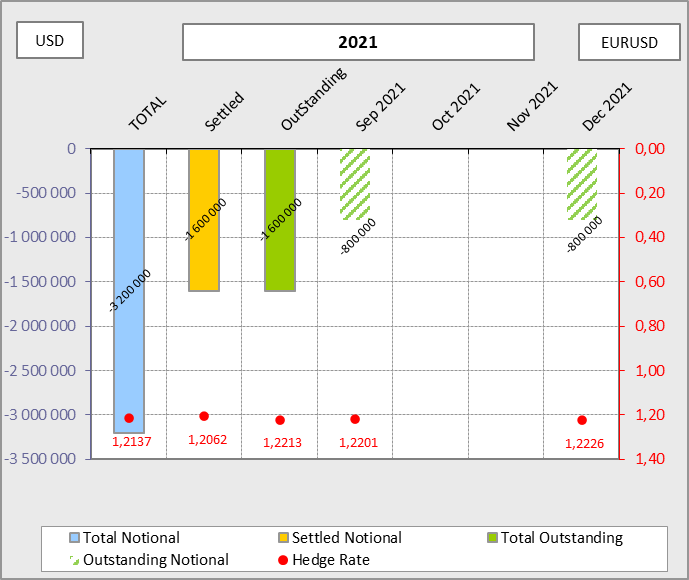 USD
2021
EURUSD
TOTAL
Settled
OutStanding
Sep 2021
Oct 2021
Nov 2021
Dec 2021
0
-500 000
-1 000 000
-1 500 000
-2 000 000
-2 500 000
-3 000 000
-3 500 000
0,00
0,20
0,40
0,60
0,80
1,00
1,20
1,40
-3 200 000
-1 600 000
-1 600 000
-800 000
-800 000
1,2137
1,2062
1,2213
1,2201
1,2226
Total Notional
Settled Notional
Total Outstanding
Outstanding Notional
Hedge Rate